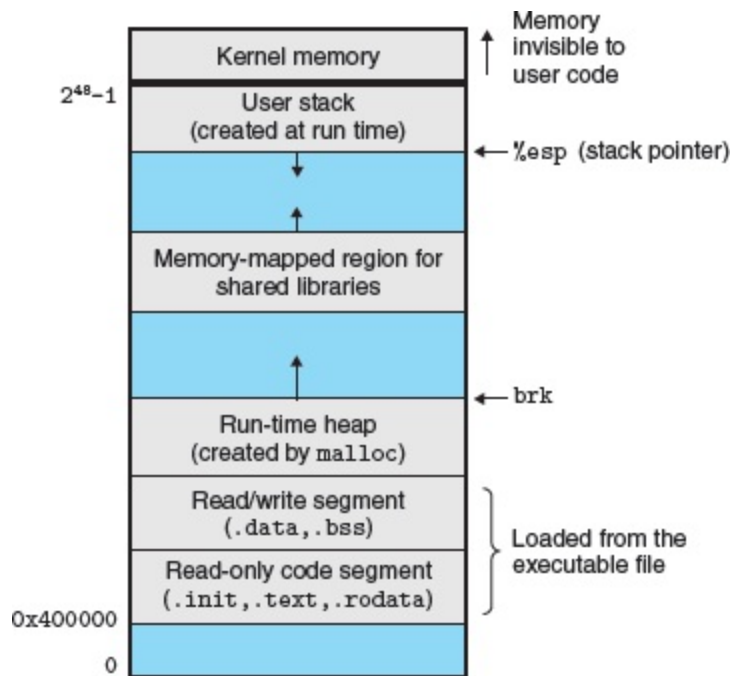 Kernel memory
Memory
invisible to
user code
2⁴⁸−1
User stack
(created at run time)
%esp (stack pointer)
Memory-mapped region for
shared libraries
brk
Run-time heap
(created by malloc)
Read/write segment
(.data,.bss)
Loaded from the
executable file
Read-only code segment
(.init,.text,.rodata)
0x400000
0